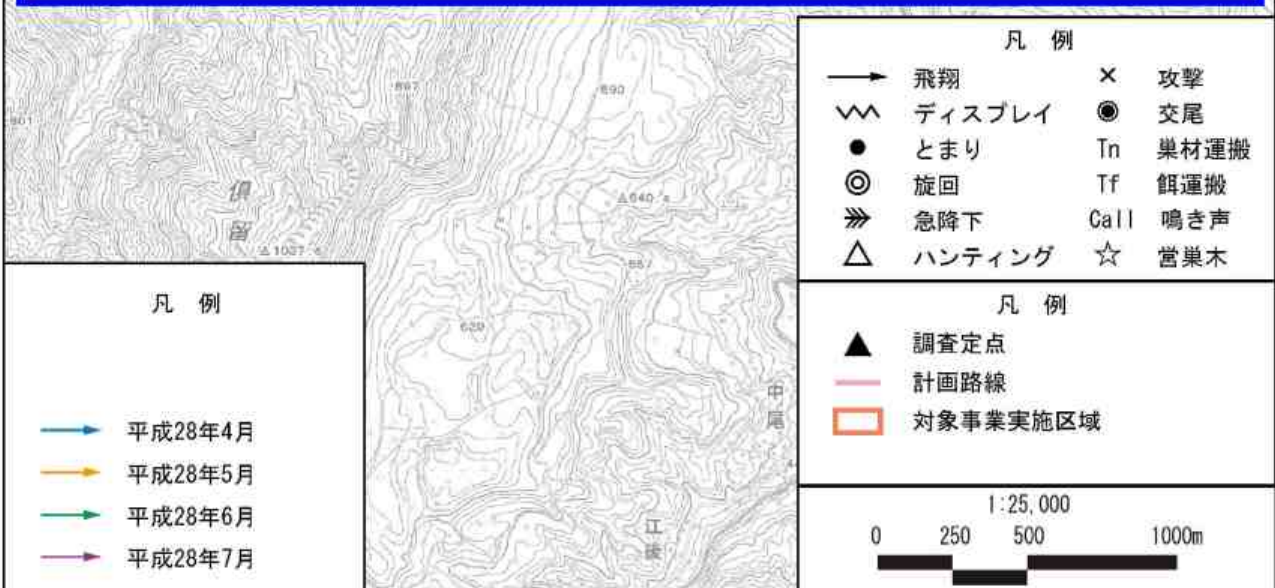 867
690
△640.
657
629
俱
留
△1037.
中尾
江後
凡 例
平成28年4月
平成28年5月
平成28年6月
平成28年7月
凡 例
飛翔 × 攻撃
ディスプレイ 交尾
とまり Tn 巣材運搬
旋回 Tf 餌運搬
急降下 Call 鳴き声
ハンティング ☆ 営巣木
凡 例
調査定点
計画路線
対象事業実施区域
1:25,000
0 250 500 1000m